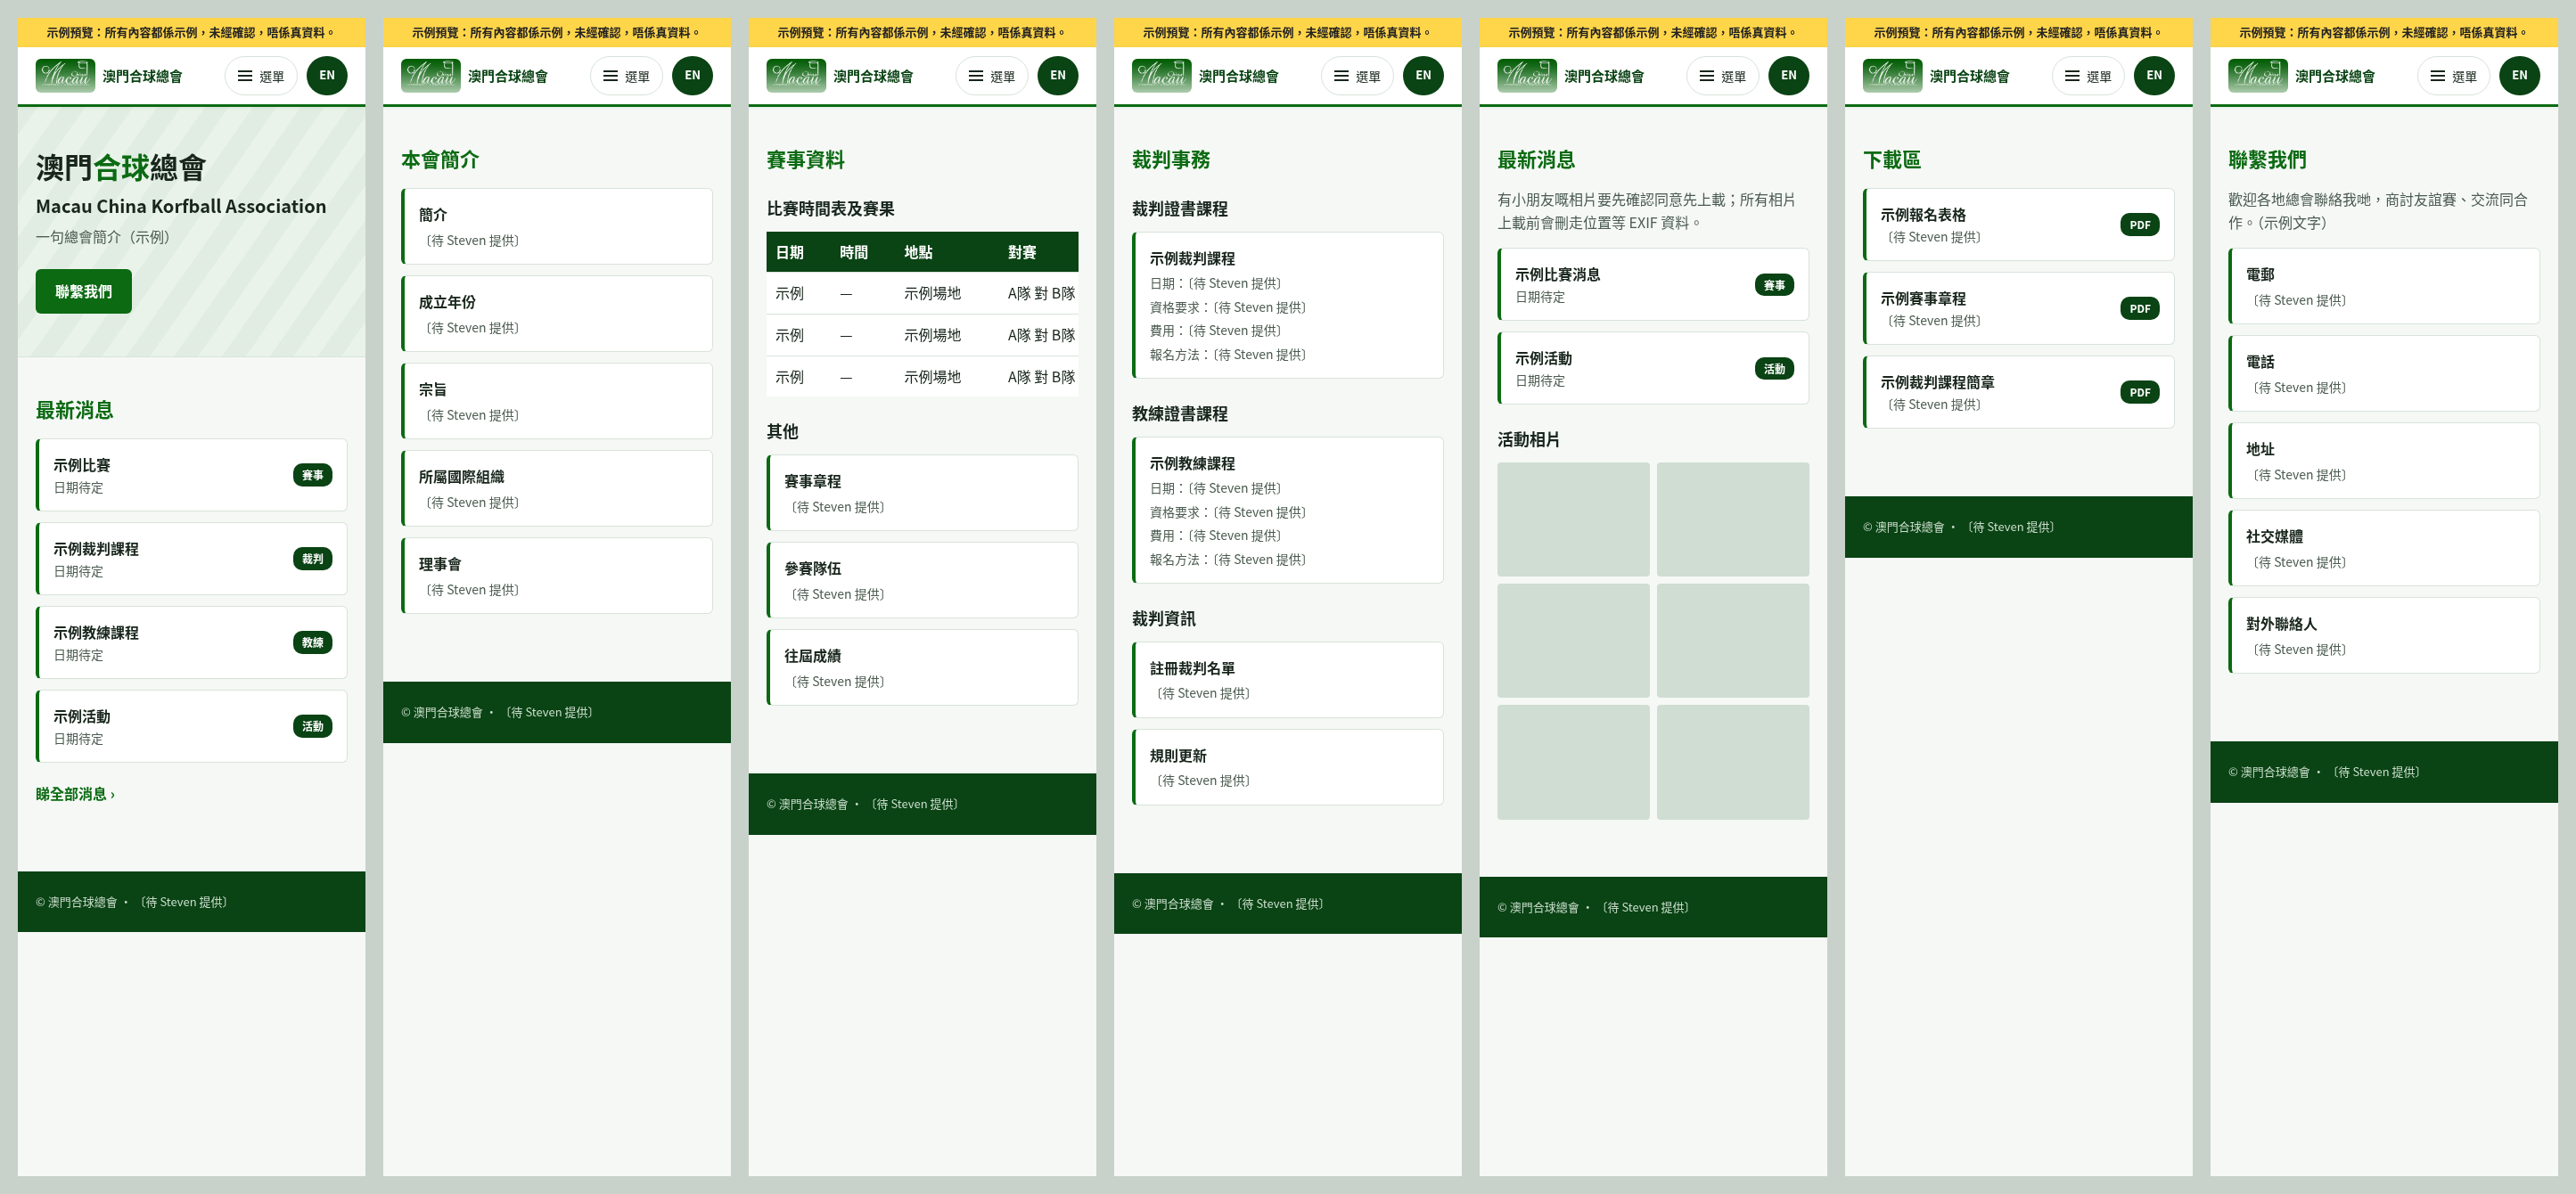 示例預覽：所有內容都係示例，未經確認，唔係真資料。
Macau 澳門合球總會 選單 EN
澳門合球總會
Macau China Korfball Association
一句總會簡介（示例）
聯繫我們
最新消息
示例比賽
日期待定
賽事
示例裁判課程
日期待定
裁判
示例教練課程
日期待定
教練
示例活動
日期待定
活動
睇全部消息 ›
© 澳門合球總會 · 〔待 Steven 提供〕
示例預覽：所有內容都係示例，未經確認，唔係真資料。
Macau 澳門合球總會 選單 EN
本會簡介
簡介
〔待 Steven 提供〕
成立年份
〔待 Steven 提供〕
宗旨
〔待 Steven 提供〕
所屬國際組織
〔待 Steven 提供〕
理事會
〔待 Steven 提供〕
© 澳門合球總會 · 〔待 Steven 提供〕
示例預覽：所有內容都係示例，未經確認，唔係真資料。
Macau 澳門合球總會 選單 EN
賽事資料
比賽時間表及賽果
日期 時間 地點 對賽
示例 — 示例場地 A隊 對 B隊
示例 — 示例場地 A隊 對 B隊
示例 — 示例場地 A隊 對 B隊
其他
賽事章程
〔待 Steven 提供〕
參賽隊伍
〔待 Steven 提供〕
往屆成績
〔待 Steven 提供〕
© 澳門合球總會 · 〔待 Steven 提供〕
示例預覽：所有內容都係示例，未經確認，唔係真資料。
Macau 澳門合球總會 選單 EN
裁判事務
裁判證書課程
示例裁判課程
日期：〔待 Steven 提供〕
資格要求：〔待 Steven 提供〕
費用：〔待 Steven 提供〕
報名方法：〔待 Steven 提供〕
教練證書課程
示例教練課程
日期：〔待 Steven 提供〕
資格要求：〔待 Steven 提供〕
費用：〔待 Steven 提供〕
報名方法：〔待 Steven 提供〕
裁判資訊
註冊裁判名單
〔待 Steven 提供〕
規則更新
〔待 Steven 提供〕
© 澳門合球總會 · 〔待 Steven 提供〕
示例預覽：所有內容都係示例，未經確認，唔係真資料。
Macau 澳門合球總會 選單 EN
最新消息
有小朋友嘅相片要先確認同意先上載；所有相片
上載前會刪走位置等 EXIF 資料。
示例比賽消息
日期待定
賽事
示例活動
日期待定
活動
活動相片
© 澳門合球總會 · 〔待 Steven 提供〕
示例預覽：所有內容都係示例，未經確認，唔係真資料。
Macau 澳門合球總會 選單 EN
下載區
示例報名表格
〔待 Steven 提供〕
PDF
示例賽事章程
〔待 Steven 提供〕
PDF
示例裁判課程簡章
〔待 Steven 提供〕
PDF
© 澳門合球總會 · 〔待 Steven 提供〕
示例預覽：所有內容都係示例，未經確認，唔係真資料。
Macau 澳門合球總會 選單 EN
聯繫我們
歡迎各地總會聯絡我哋，商討友誼賽、交流同合
作。（示例文字）
電郵
〔待 Steven 提供〕
電話
〔待 Steven 提供〕
地址
〔待 Steven 提供〕
社交媒體
〔待 Steven 提供〕
對外聯絡人
〔待 Steven 提供〕
© 澳門合球總會 · 〔待 Steven 提供〕